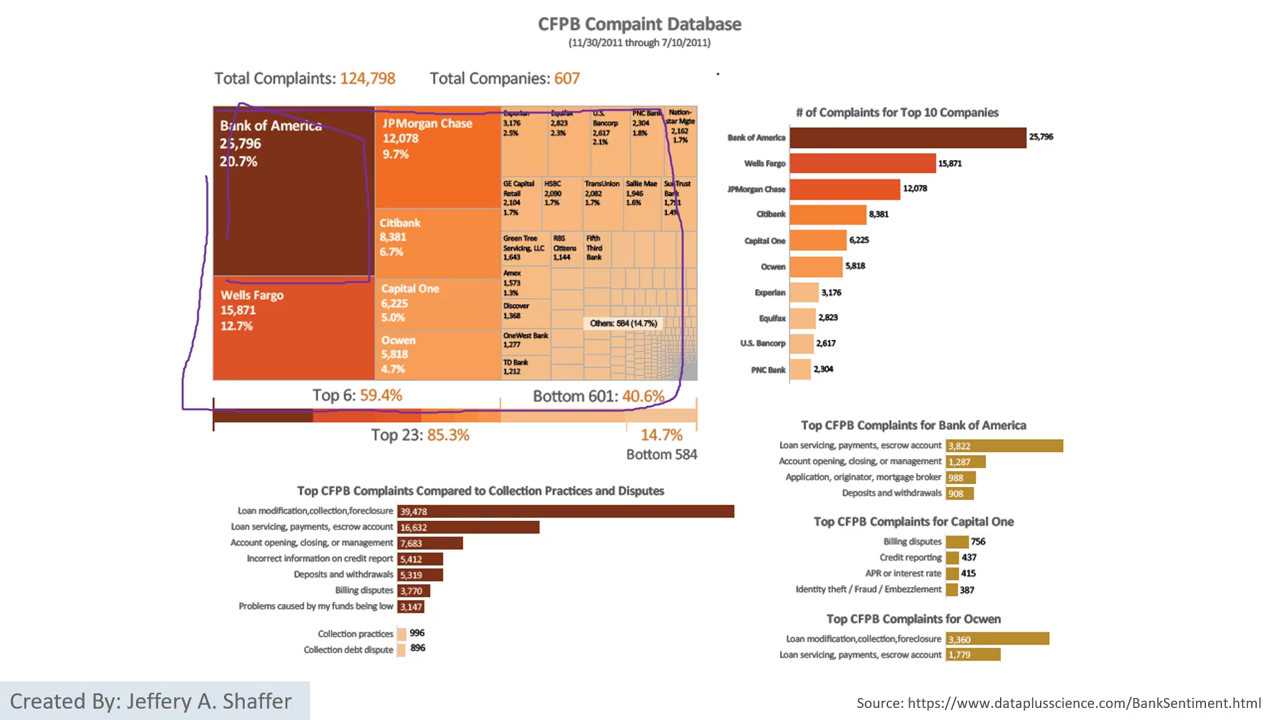 CFPB Compaint Database
(11/30/2011 through 7/10/2011)
Total Complaints: 124,798 Total Companies: 607
Bank of America
25,796
20.7%
Wells Fargo
15,871
12.7%
JPMorgan Chase
12,078
9.7%
Citibank
8,381
6.7%
Capital One
6,225
5.0%
Ocwen
5,818
4.7%
Experian
3,176
2.5%
Equifax
2,823
2.3%
U.S.
Bancorp
2,617
2.1%
PNC Bank
2,304
1.8%
Nation-
star Mgte
2,162
1.7%
GE Capital
Retail
2,104
1.7%
HSBC
2,090
1.7%
TransUnion
2,082
1.7%
Sallie Mae
1,946
1.6%
SunTrust
Bank
1,791
1.4%
Green Tree
Servicing, LLC
1,643
RBS
Citizens
1,144
Fifth
Third
Bank
Amex
1,573
1.3%
Discover
1,368
OneWest Bank
1,277
TD Bank
1,212
Others: 584 (14.7%)
Top 6: 59.4%
Bottom 601: 40.6%
Top 23: 85.3%
14.7%
Bottom 584
# of Complaints for Top 10 Companies
Bank of America 25,796
Wells Fargo 15,871
JPMorgan Chase 12,078
Citibank 8,381
Capital One 6,225
Ocwen 5,818
Experian 3,176
Equifax 2,823
U.S. Bancorp 2,617
PNC Bank 2,304
Top CFPB Complaints for Bank of America
Loan servicing, payments, escrow account 3,822
Account opening, closing, or management 1,287
Application, originator, mortgage broker 988
Deposits and withdrawals 908
Top CFPB Complaints Compared to Collection Practices and Disputes
Loan modification,collection,foreclosure 39,478
Loan servicing, payments, escrow account 16,632
Account opening, closing, or management 7,683
Incorrect information on credit report 5,412
Deposits and withdrawals 5,319
Billing disputes 3,770
Problems caused by my funds being low 3,147
Collection practices 996
Collection debt dispute 896
Top CFPB Complaints for Capital One
Billing disputes 756
Credit reporting 437
APR or interest rate 415
Identity theft / Fraud / Embezzlement 387
Top CFPB Complaints for Ocwen
Loan modification,collection,foreclosure 3,360
Loan servicing, payments, escrow account 1,779
Created By: Jeffery A. Shaffer
Source: https://www.dataplusscience.com/BankSentiment.html